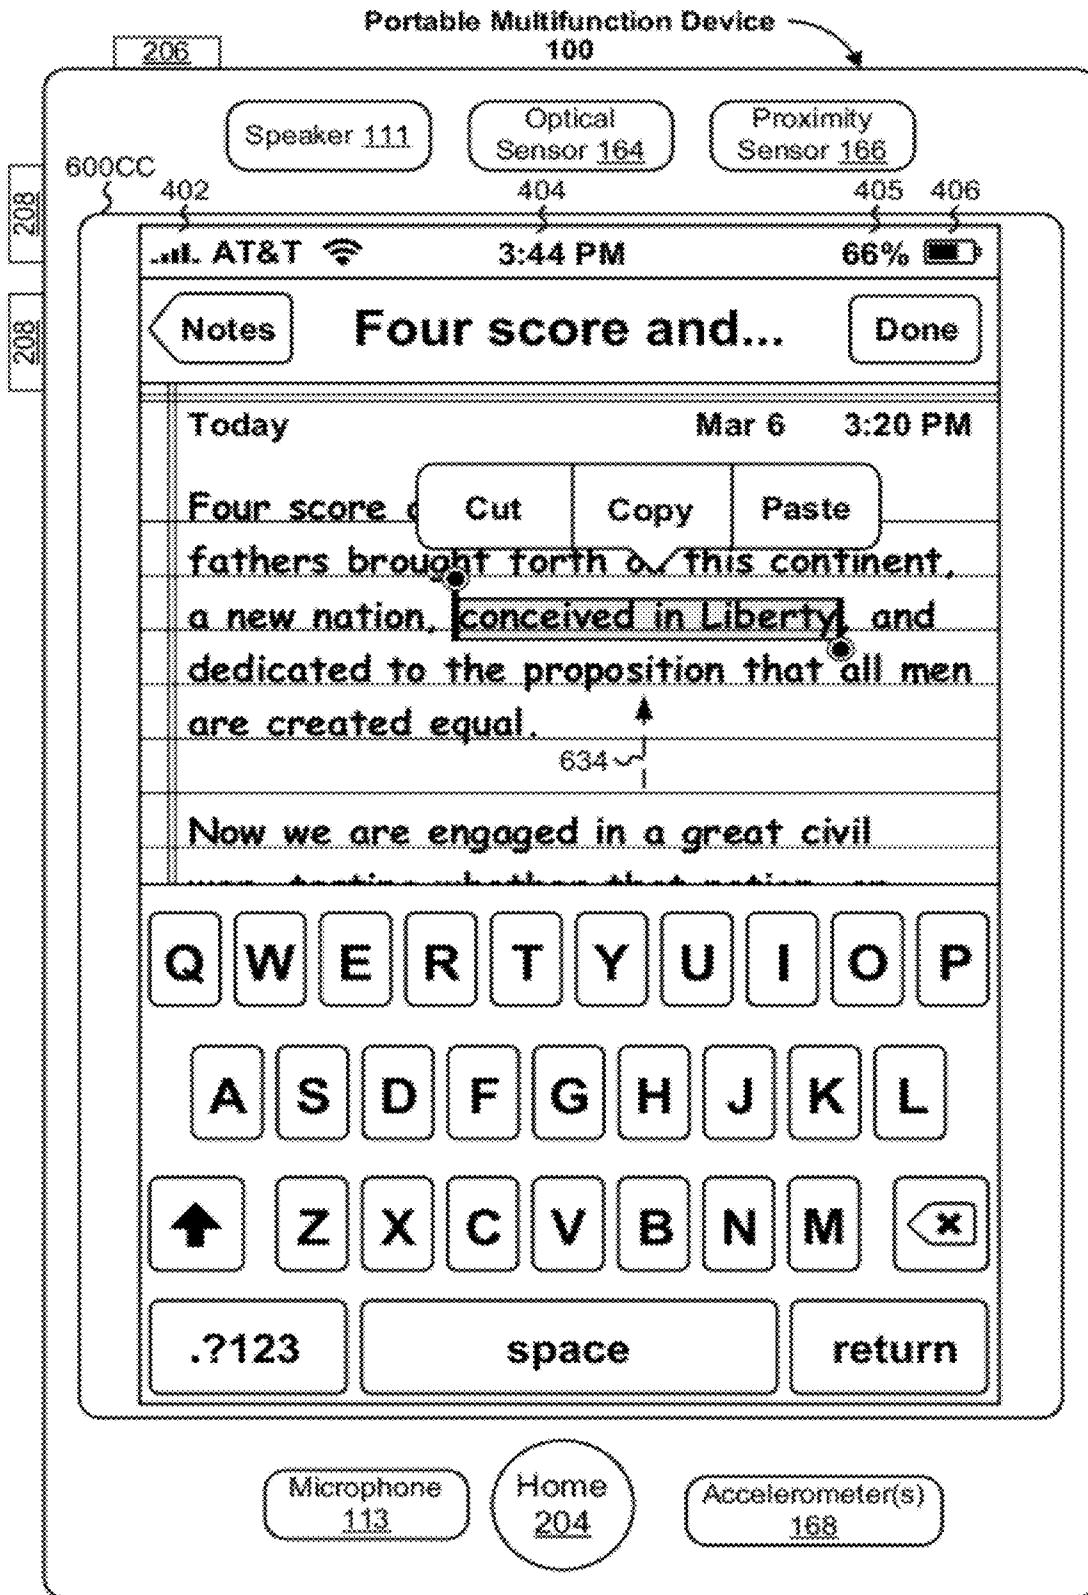 Portable Multifunction Device
100
206
Speaker 111
Optical
Sensor 164
Proximity
Sensor 166
600CC
402
404
405
406
208
208
AT&T 3:44 PM 66%
Notes Four score and... Done
Today Mar 6 3:20 PM
Cut Copy Paste
Four score
fathers brought forth this continent,
a new nation, conceived in Liberty, and
dedicated to the proposition that all men
are created equal.
634
Now we are engaged in a great civil
Q W E R T Y U I O P
A S D F G H J K L
Z X C V B N M
.?123 space return
Microphone
113
Home
204
Accelerometer(s)
168